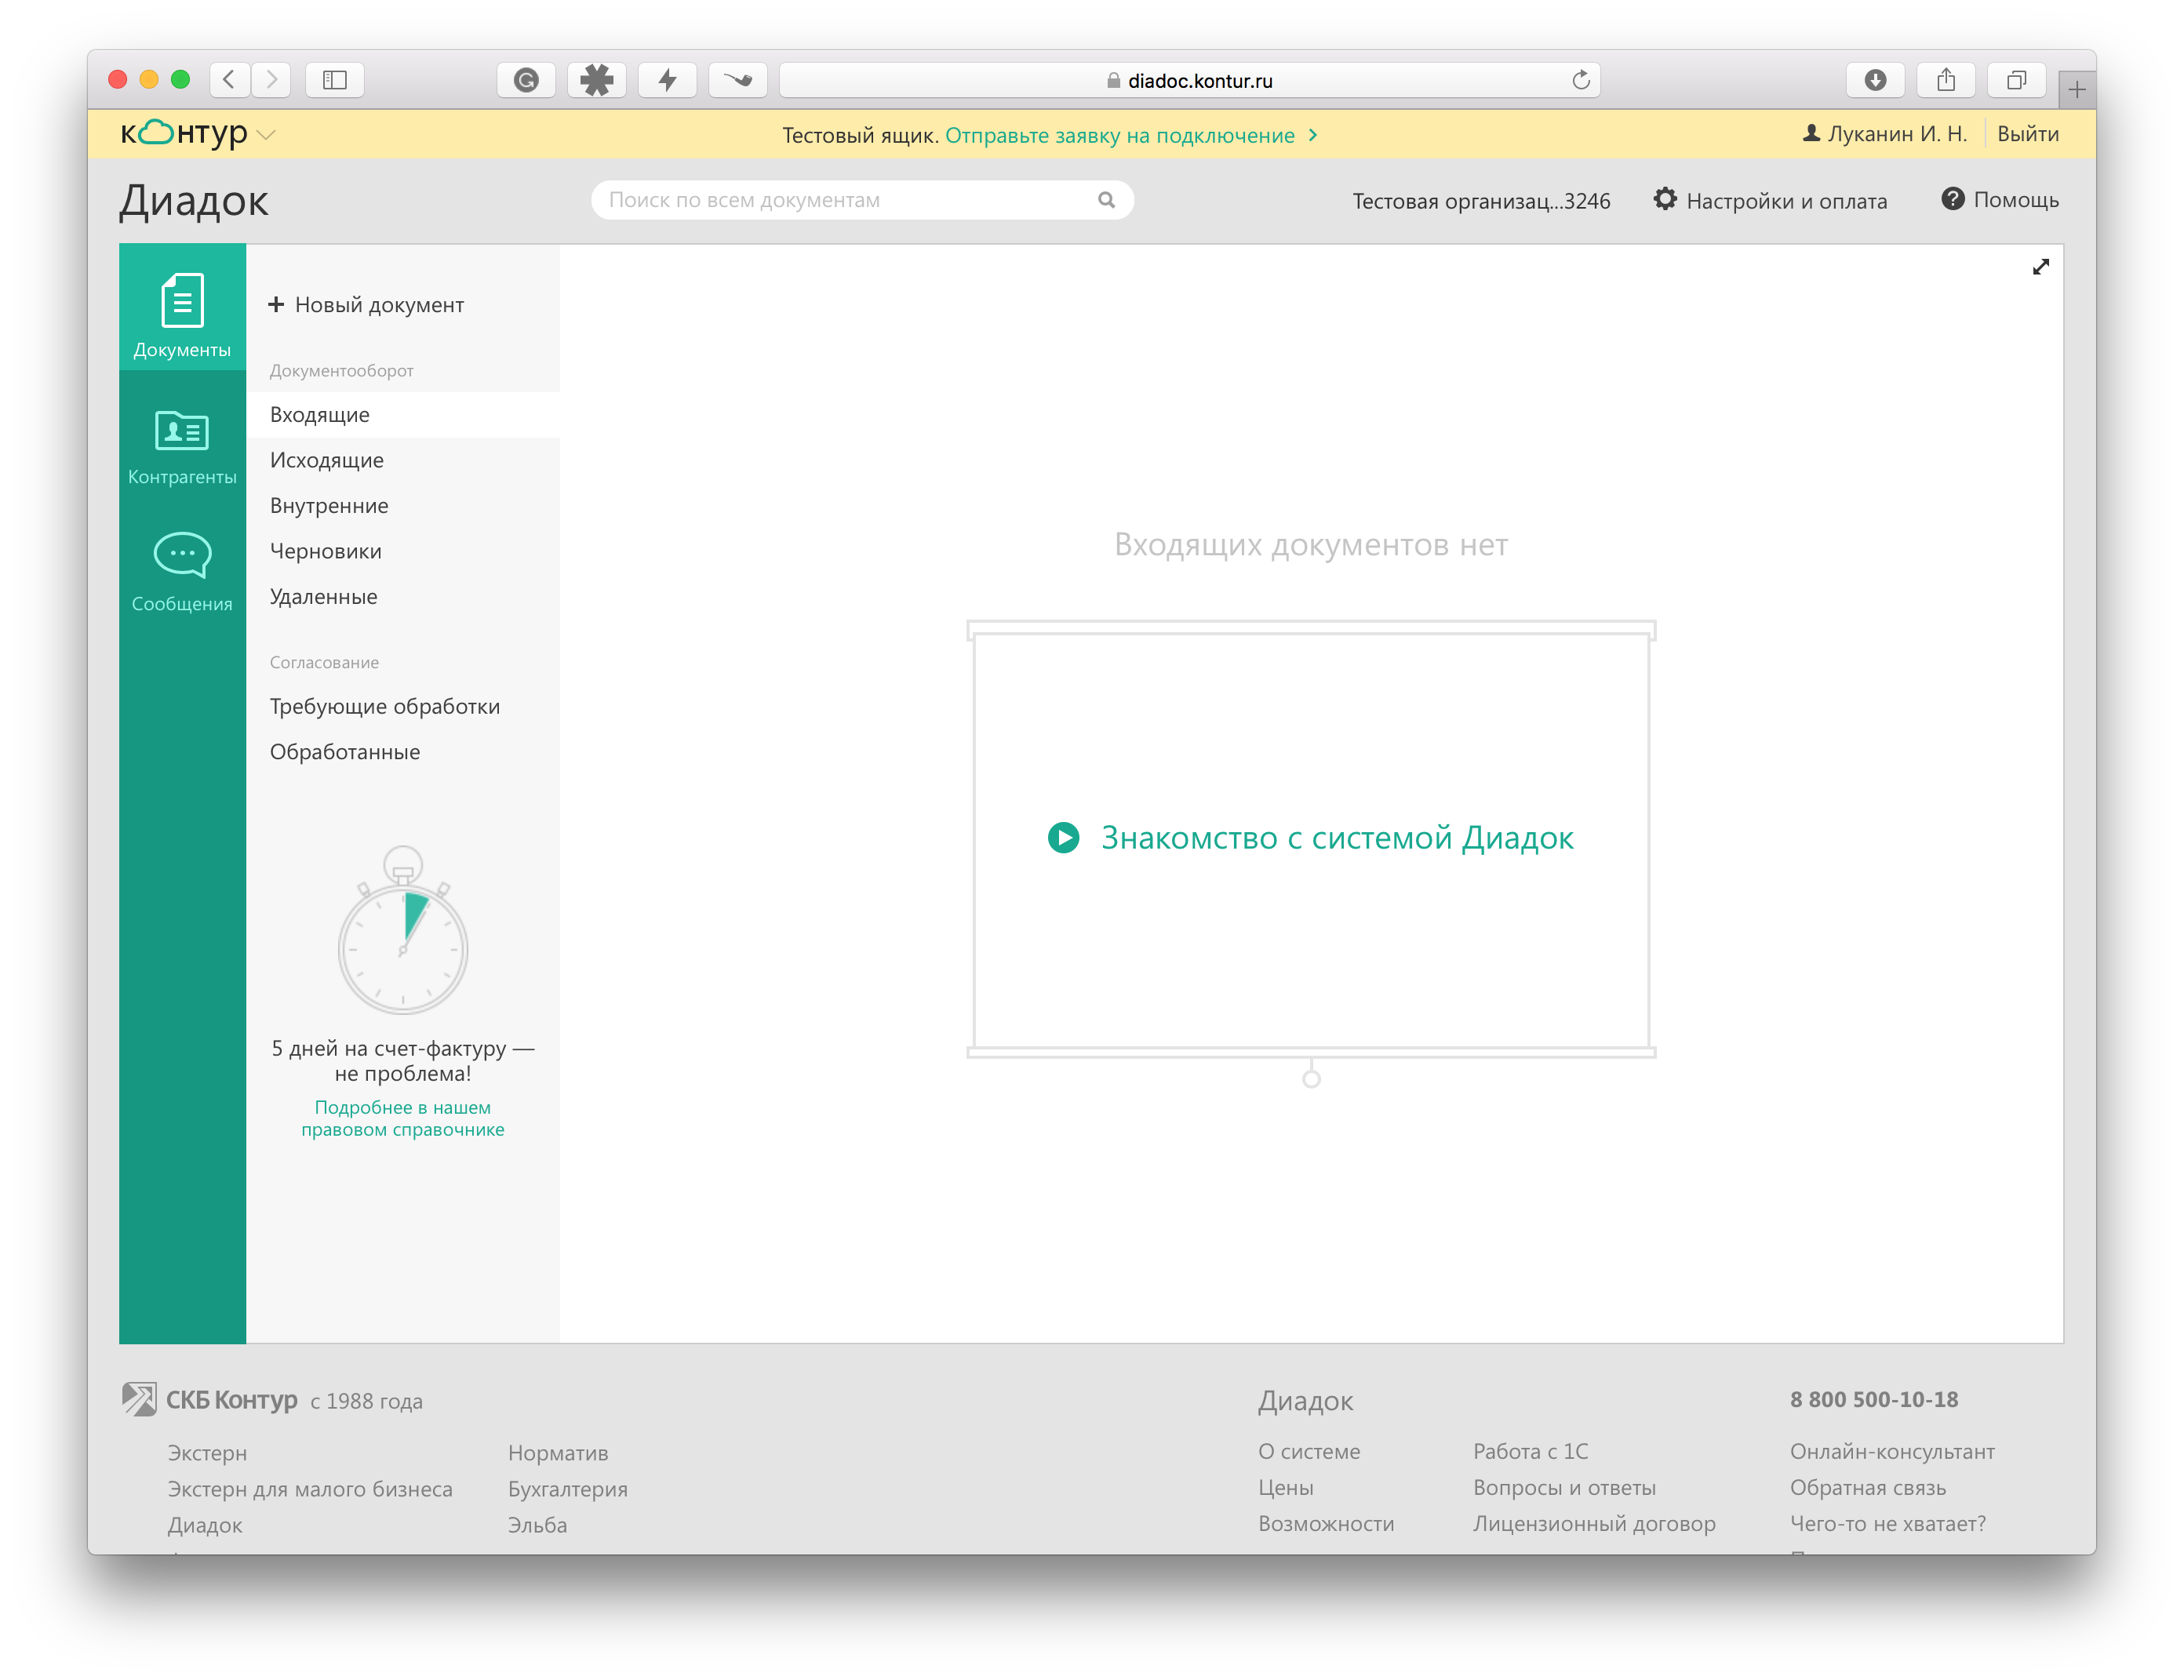 diadoc.kontur.ru
контур
Тестовый ящик. Отправьте заявку на подключение
Луканин И. Н.
Выйти
Диадок
Поиск по всем документам
Тестовая организац...3246
Настройки и оплата
Помощь
Документы
Контрагенты
Сообщения
+ Новый документ
Документооборот
Входящие
Исходящие
Внутренние
Черновики
Удаленные
Согласование
Требующие обработки
Обработанные
5 дней на счет-фактуру —
не проблема!
Подробнее в нашем
правовом справочнике
Входящих документов нет
Знакомство с системой Диадок
СКБ Контур с 1988 года
Экстерн
Экстерн для малого бизнеса
Диадок
Норматив
Бухгалтерия
Эльба
Диадок
О системе
Цены
Возможности
Работа с 1С
Вопросы и ответы
Лицензионный договор
8 800 500-10-18
Онлайн-консультант
Обратная связь
Чего-то не хватает?